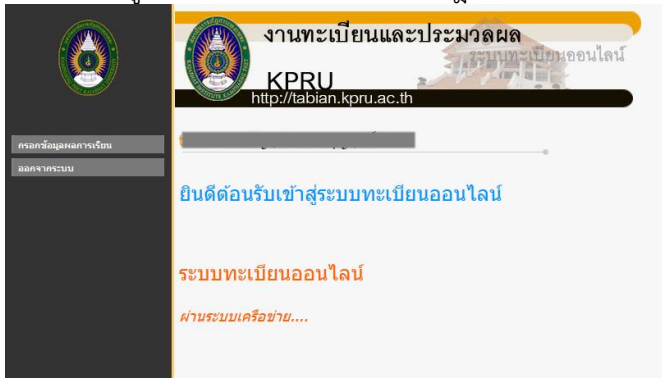 งานทะเบียนและประมวลผล
ระบบทะเบียนออนไลน์
KPRU
http://tabian.kpru.ac.th
กรอกข้อมูลผลการเรียน
ออกจากระบบ
ยินดีต้อนรับเข้าสู่ระบบทะเบียนออนไลน์
ระบบทะเบียนออนไลน์
ผ่านระบบเครือข่าย....